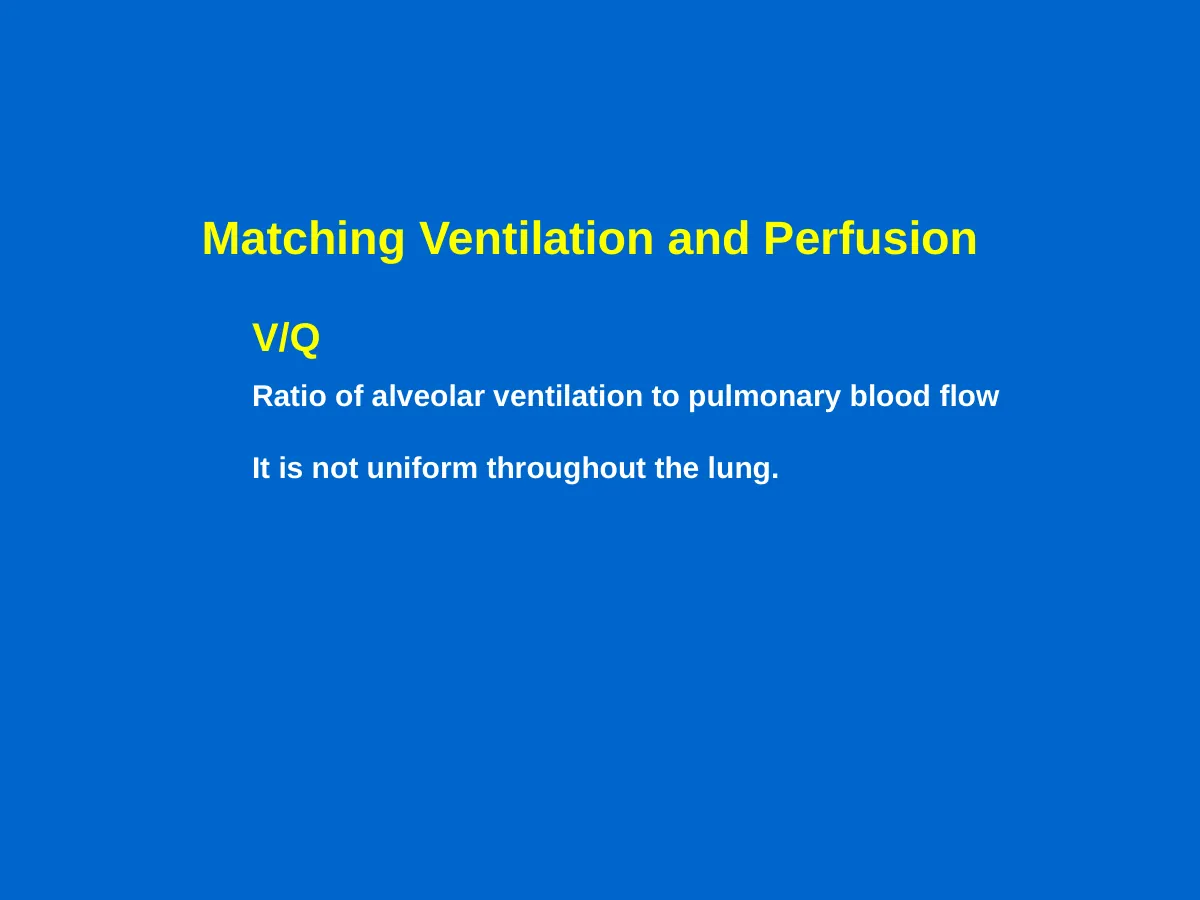 Matching Ventilation and Perfusion
V/Q
Ratio of alveolar ventilation to pulmonary blood flow
It is not uniform throughout the lung.